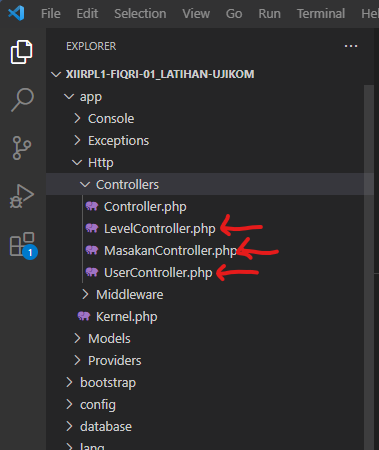 File Edit Selection View Go Run Terminal Help
EXPLORER
XIIRPL1-FIQRI-01_LATIHAN-UJIKOM
app
Console
Exceptions
Http
Controllers
Controller.php
LevelController.php
MasakanController.php
UserController.php
Middleware
Kernel.php
Models
Providers
1
bootstrap
config
database
lang